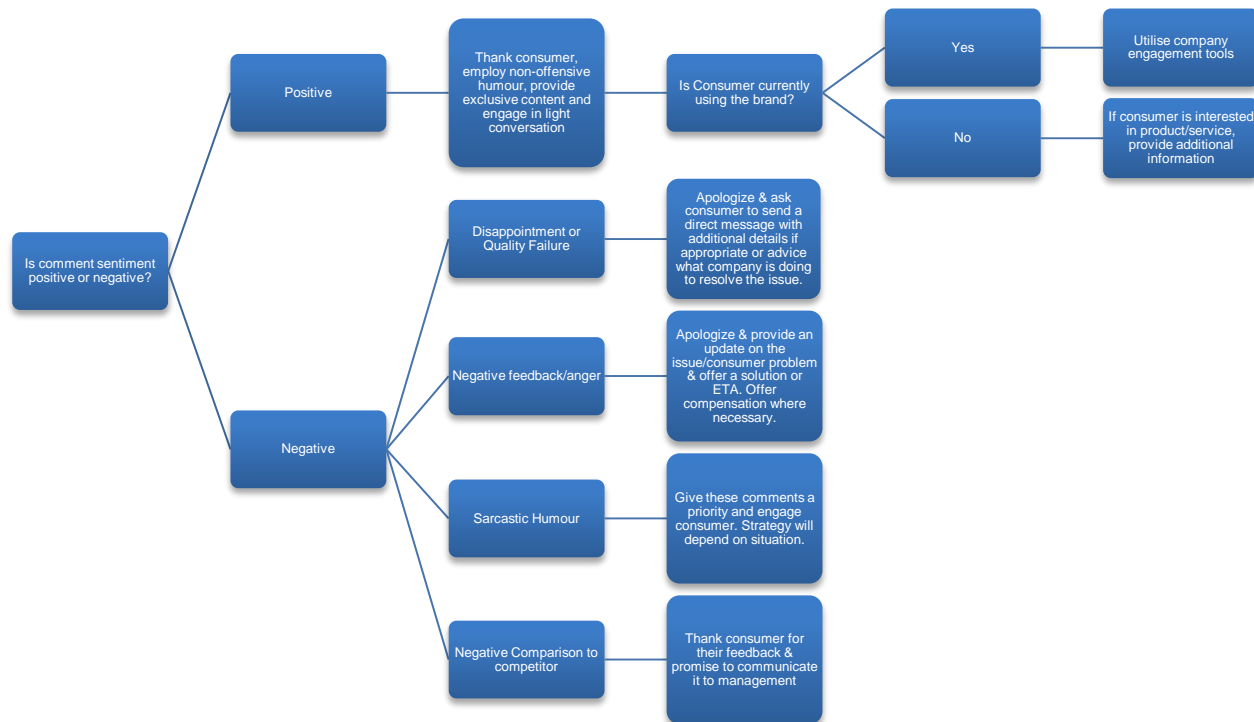 Is comment sentiment
positive or negative?
Positive
Thank consumer,
employ non-offensive
humour, provide
exclusive content and
engage in light
conversation
Is Consumer currently
using the brand?
Yes
Utilise company
engagement tools
No
If consumer is interested
in product/service,
provide additional
information
Negative
Disappointment or
Quality Failure
Apologize & ask
consumer to send a
direct message with
additional details if
appropriate or advice
what company is doing
to resolve the issue.
Negative feedback/anger
Apologize & provide an
update on the
issue/consumer problem
& offer a solution or
ETA. Offer
compensation where
necessary.
Sarcastic Humour
Give these comments a
priority and engage
consumer. Strategy will
depend on situation.
Negative Comparison to
competitor
Thank consumer for
their feedback &
promise to communicate
it to management